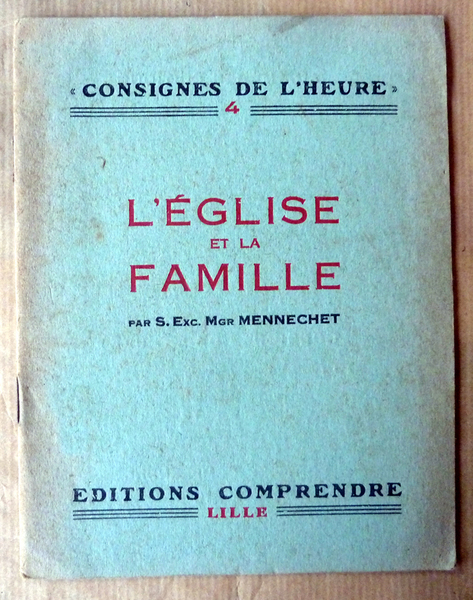 « CONSIGNES DE L'HEURE »
4
L'ÉGLISE
ET LA
FAMILLE
PAR S. EXC. MGR MENNECHET
EDITIONS COMPRENDRE
LILLE